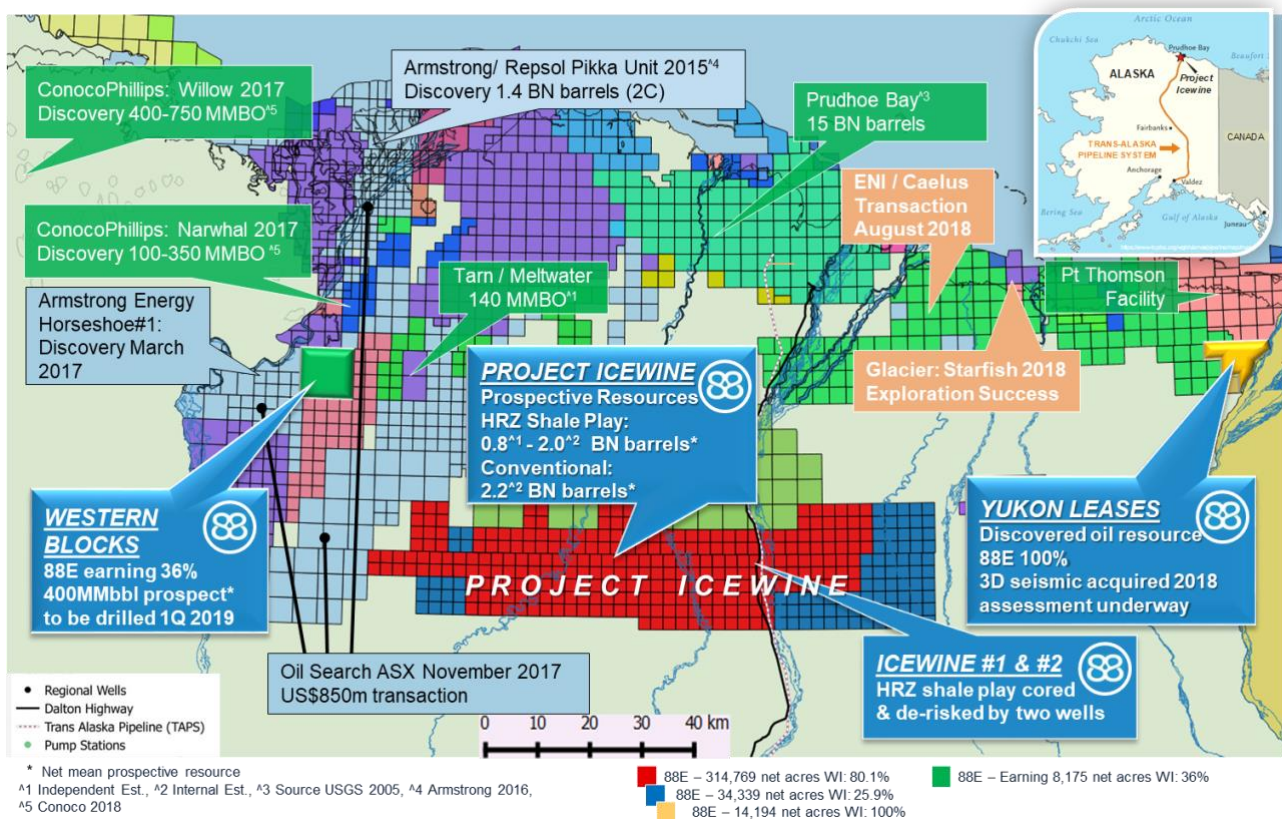 ConocoPhillips: Willow 2017
Discovery 400-750 MMBO^5
Armstrong/ Repsol Pikka Unit 2015^4
Discovery 1.4 BN barrels (2C)
Prudhoe Bay^3
15 BN barrels
Arctic Ocean
Chukchi Sea
Beaufort Sea
Prudhoe Bay
Project
Icewine
ALASKA
Fairbanks
CANADA
TRANS-ALASKA
PIPELINE SYSTEM
Anchorage
Valdez
Bering Sea
Gulf of Alaska
Juneau
ENI / Caelus
Transaction
August 2018
ConocoPhillips: Narwhal 2017
Discovery 100-350 MMBO^5
Tarn / Meltwater
140 MMBO^1
Pt Thomson
Facility
Armstrong Energy
Horseshoe#1:
Discovery March
2017
Glacier: Starfish 2018
Exploration Success
PROJECT ICEWINE
88
Prospective Resources
HRZ Shale Play:
0.8^1 - 2.0^2 BN barrels*
Conventional:
2.2^2 BN barrels*
WESTERN
BLOCKS
88
88E earning 36%
400MMbbl prospect*
to be drilled 1Q 2019
YUKON LEASES
88
Discovered oil resource
88E 100%
3D seismic acquired 2018
assessment underway
PROJECT ICEWINE
ICEWINE #1 & #2
88
HRZ shale play cored
& de-risked by two wells
Oil Search ASX November 2017
US$850m transaction
Regional Wells
Dalton Highway
Trans Alaska Pipeline (TAPS)
Pump Stations
0 10 20 30 40 km
* Net mean prospective resource
^1 Independent Est., ^2 Internal Est., ^3 Source USGS 2005, ^4 Armstrong 2016,
^5 Conoco 2018
88E – 314,769 net acres WI: 80.1%
88E – 34,339 net acres WI: 25.9%
88E – 14,194 net acres WI: 100%
88E – Earning 8,175 net acres WI: 36%